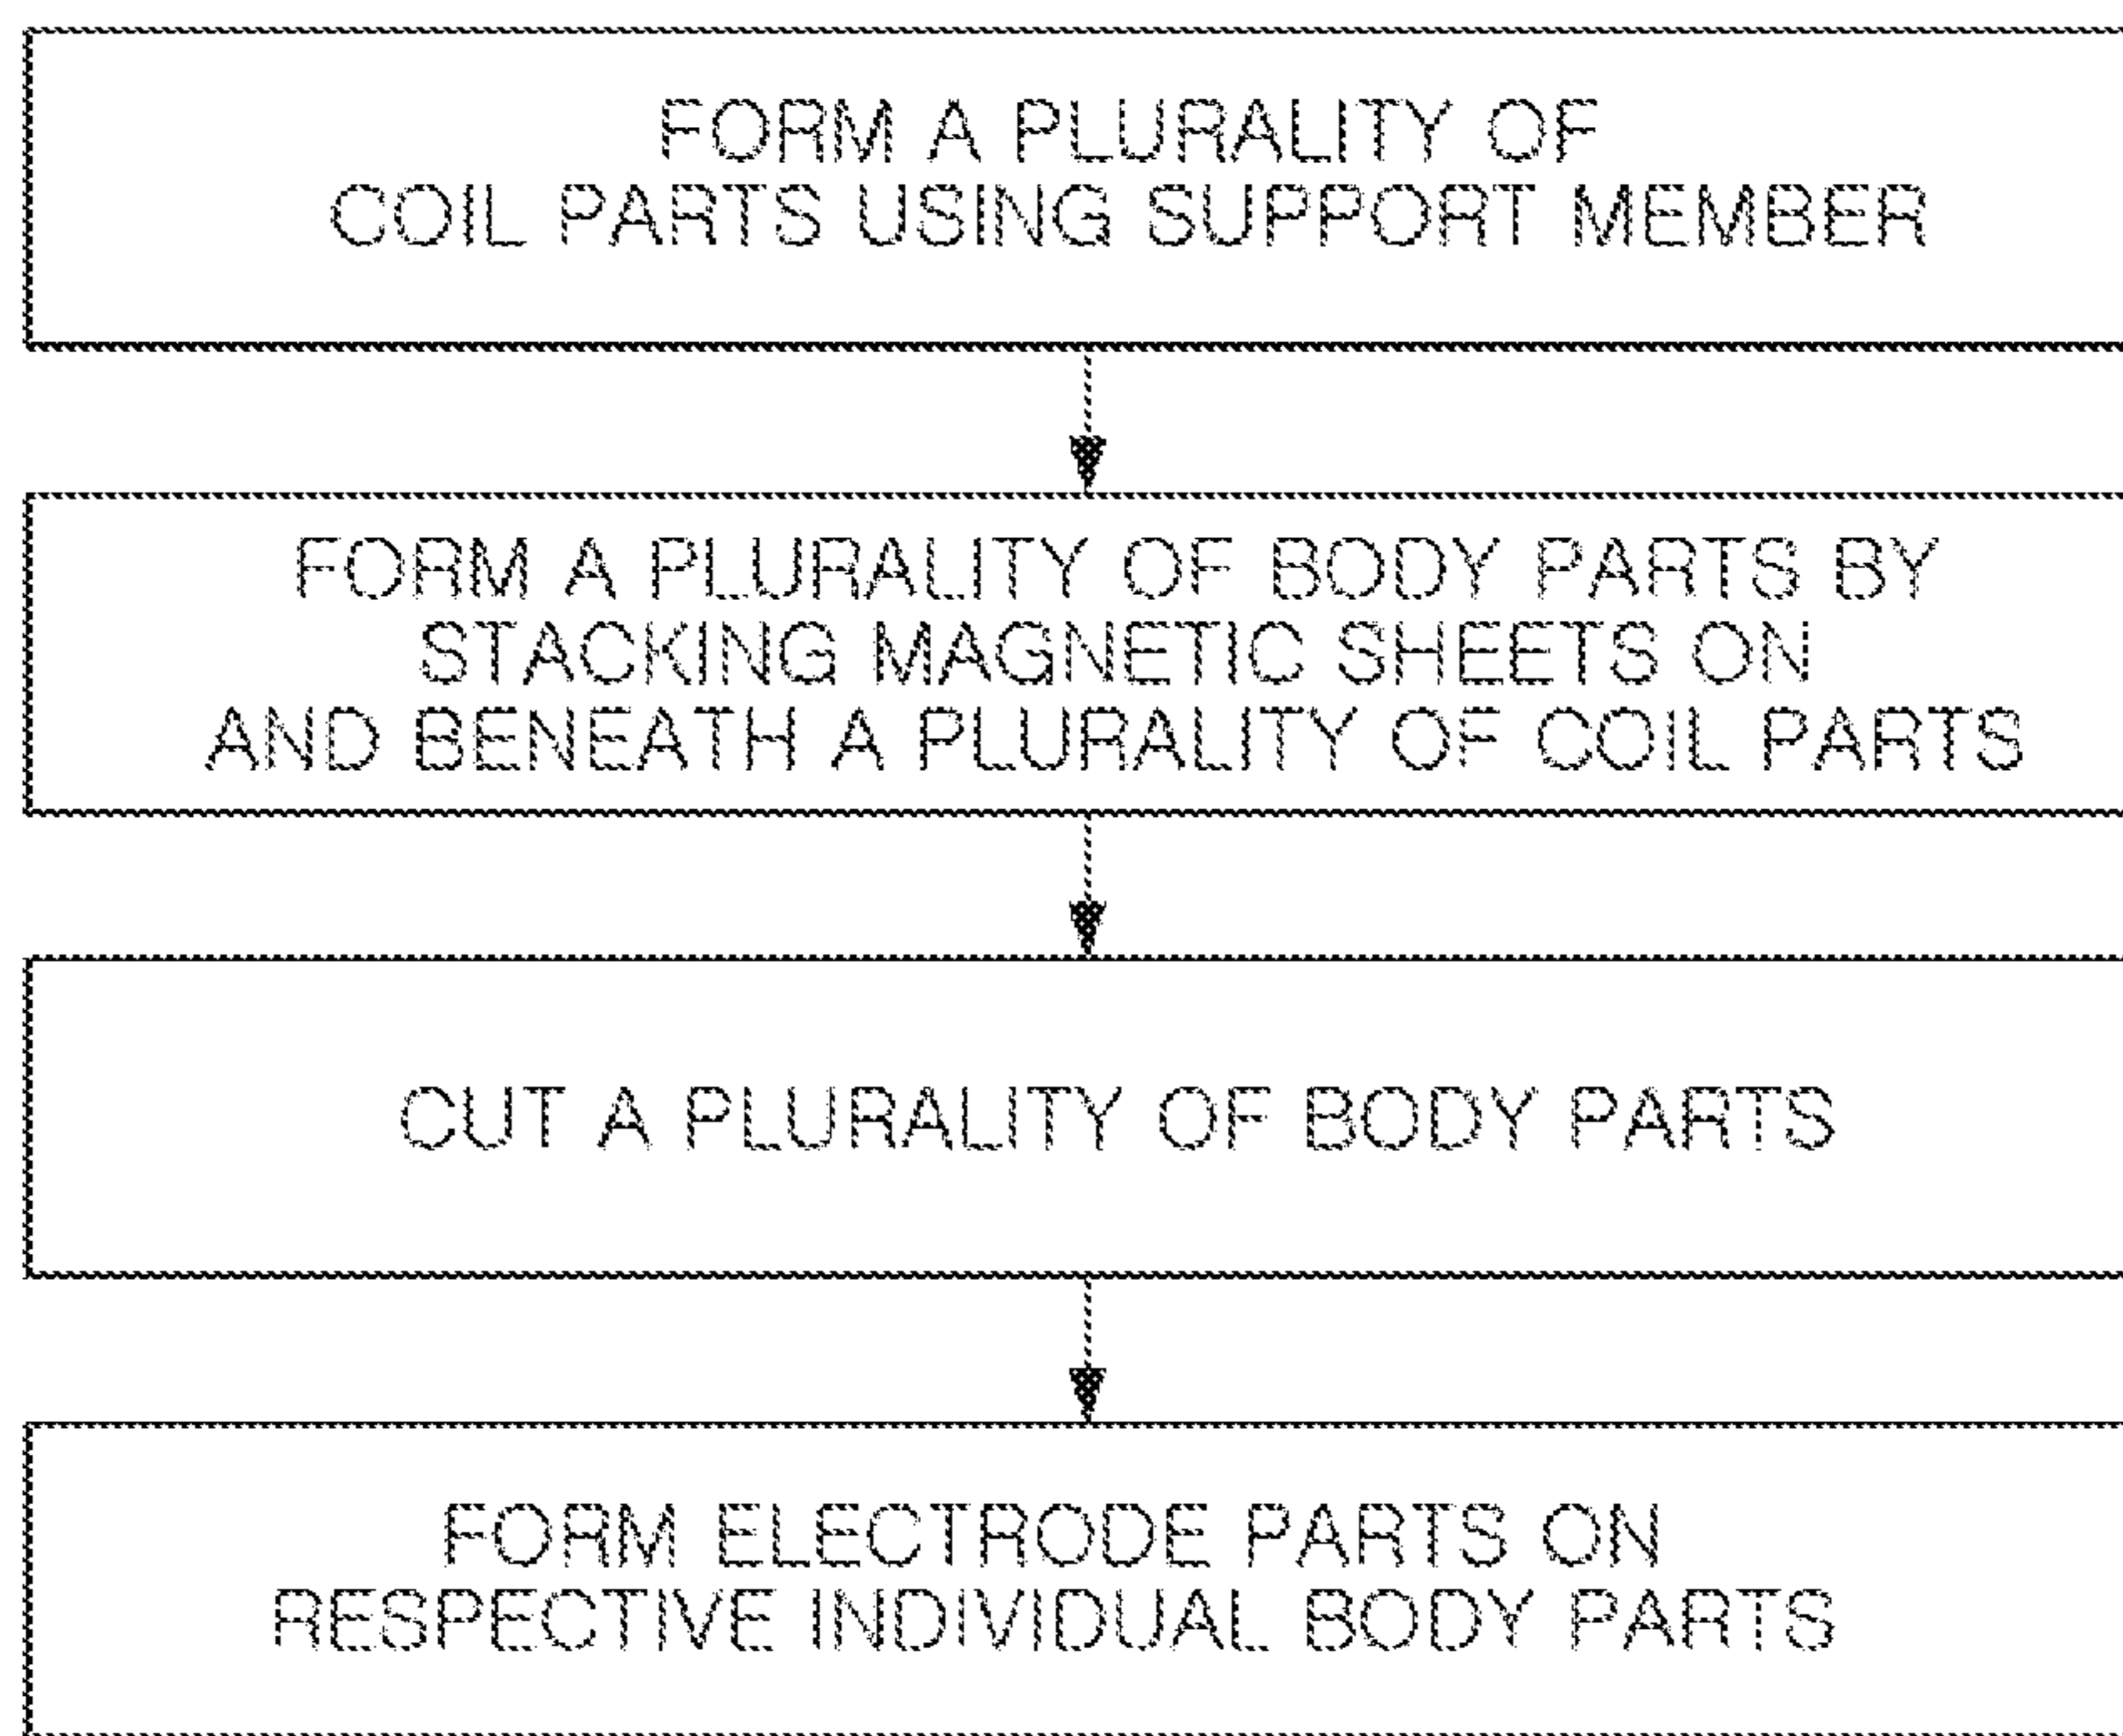 FORM A PLURALITY OF
COIL PARTS USING SUPPORT MEMBER
FORM A PLURALITY OF BODY PARTS BY
STACKING MAGNETIC SHEETS ON
AND BENEATH A PLURALITY OF COIL PARTS
CUT A PLURALITY OF BODY PARTS
FORM ELECTRODE PARTS ON
RESPECTIVE INDIVIDUAL BODY PARTS